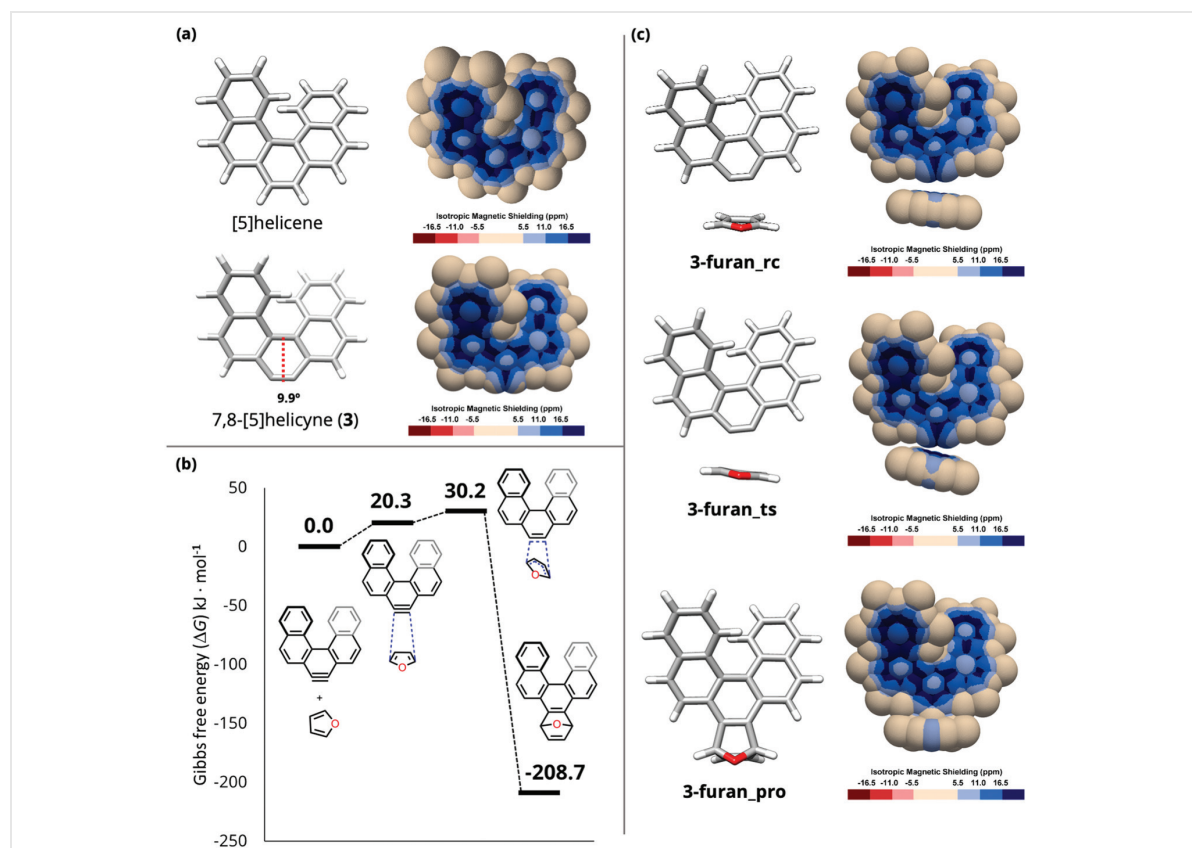 (a)
[5]helicene
Isotropic Magnetic Shielding (ppm)
-16.5 -11.0 -5.5 5.5 11.0 16.5
9.9°
7,8-[5]helicyne (3)
Isotropic Magnetic Shielding (ppm)
-16.5 -11.0 -5.5 5.5 11.0 16.5
(b)
Gibbs free energy (ΔG) kJ · mol⁻¹
50
0
-50
-100
-150
-200
-250
0.0
20.3
30.2
-208.7
+
O
O
O
O
(c)
3-furan_rc
Isotropic Magnetic Shielding (ppm)
-16.5 -11.0 -5.5 5.5 11.0 16.5
3-furan_ts
Isotropic Magnetic Shielding (ppm)
-16.5 -11.0 -5.5 5.5 11.0 16.5
3-furan_pro
Isotropic Magnetic Shielding (ppm)
-16.5 -11.0 -5.5 5.5 11.0 16.5